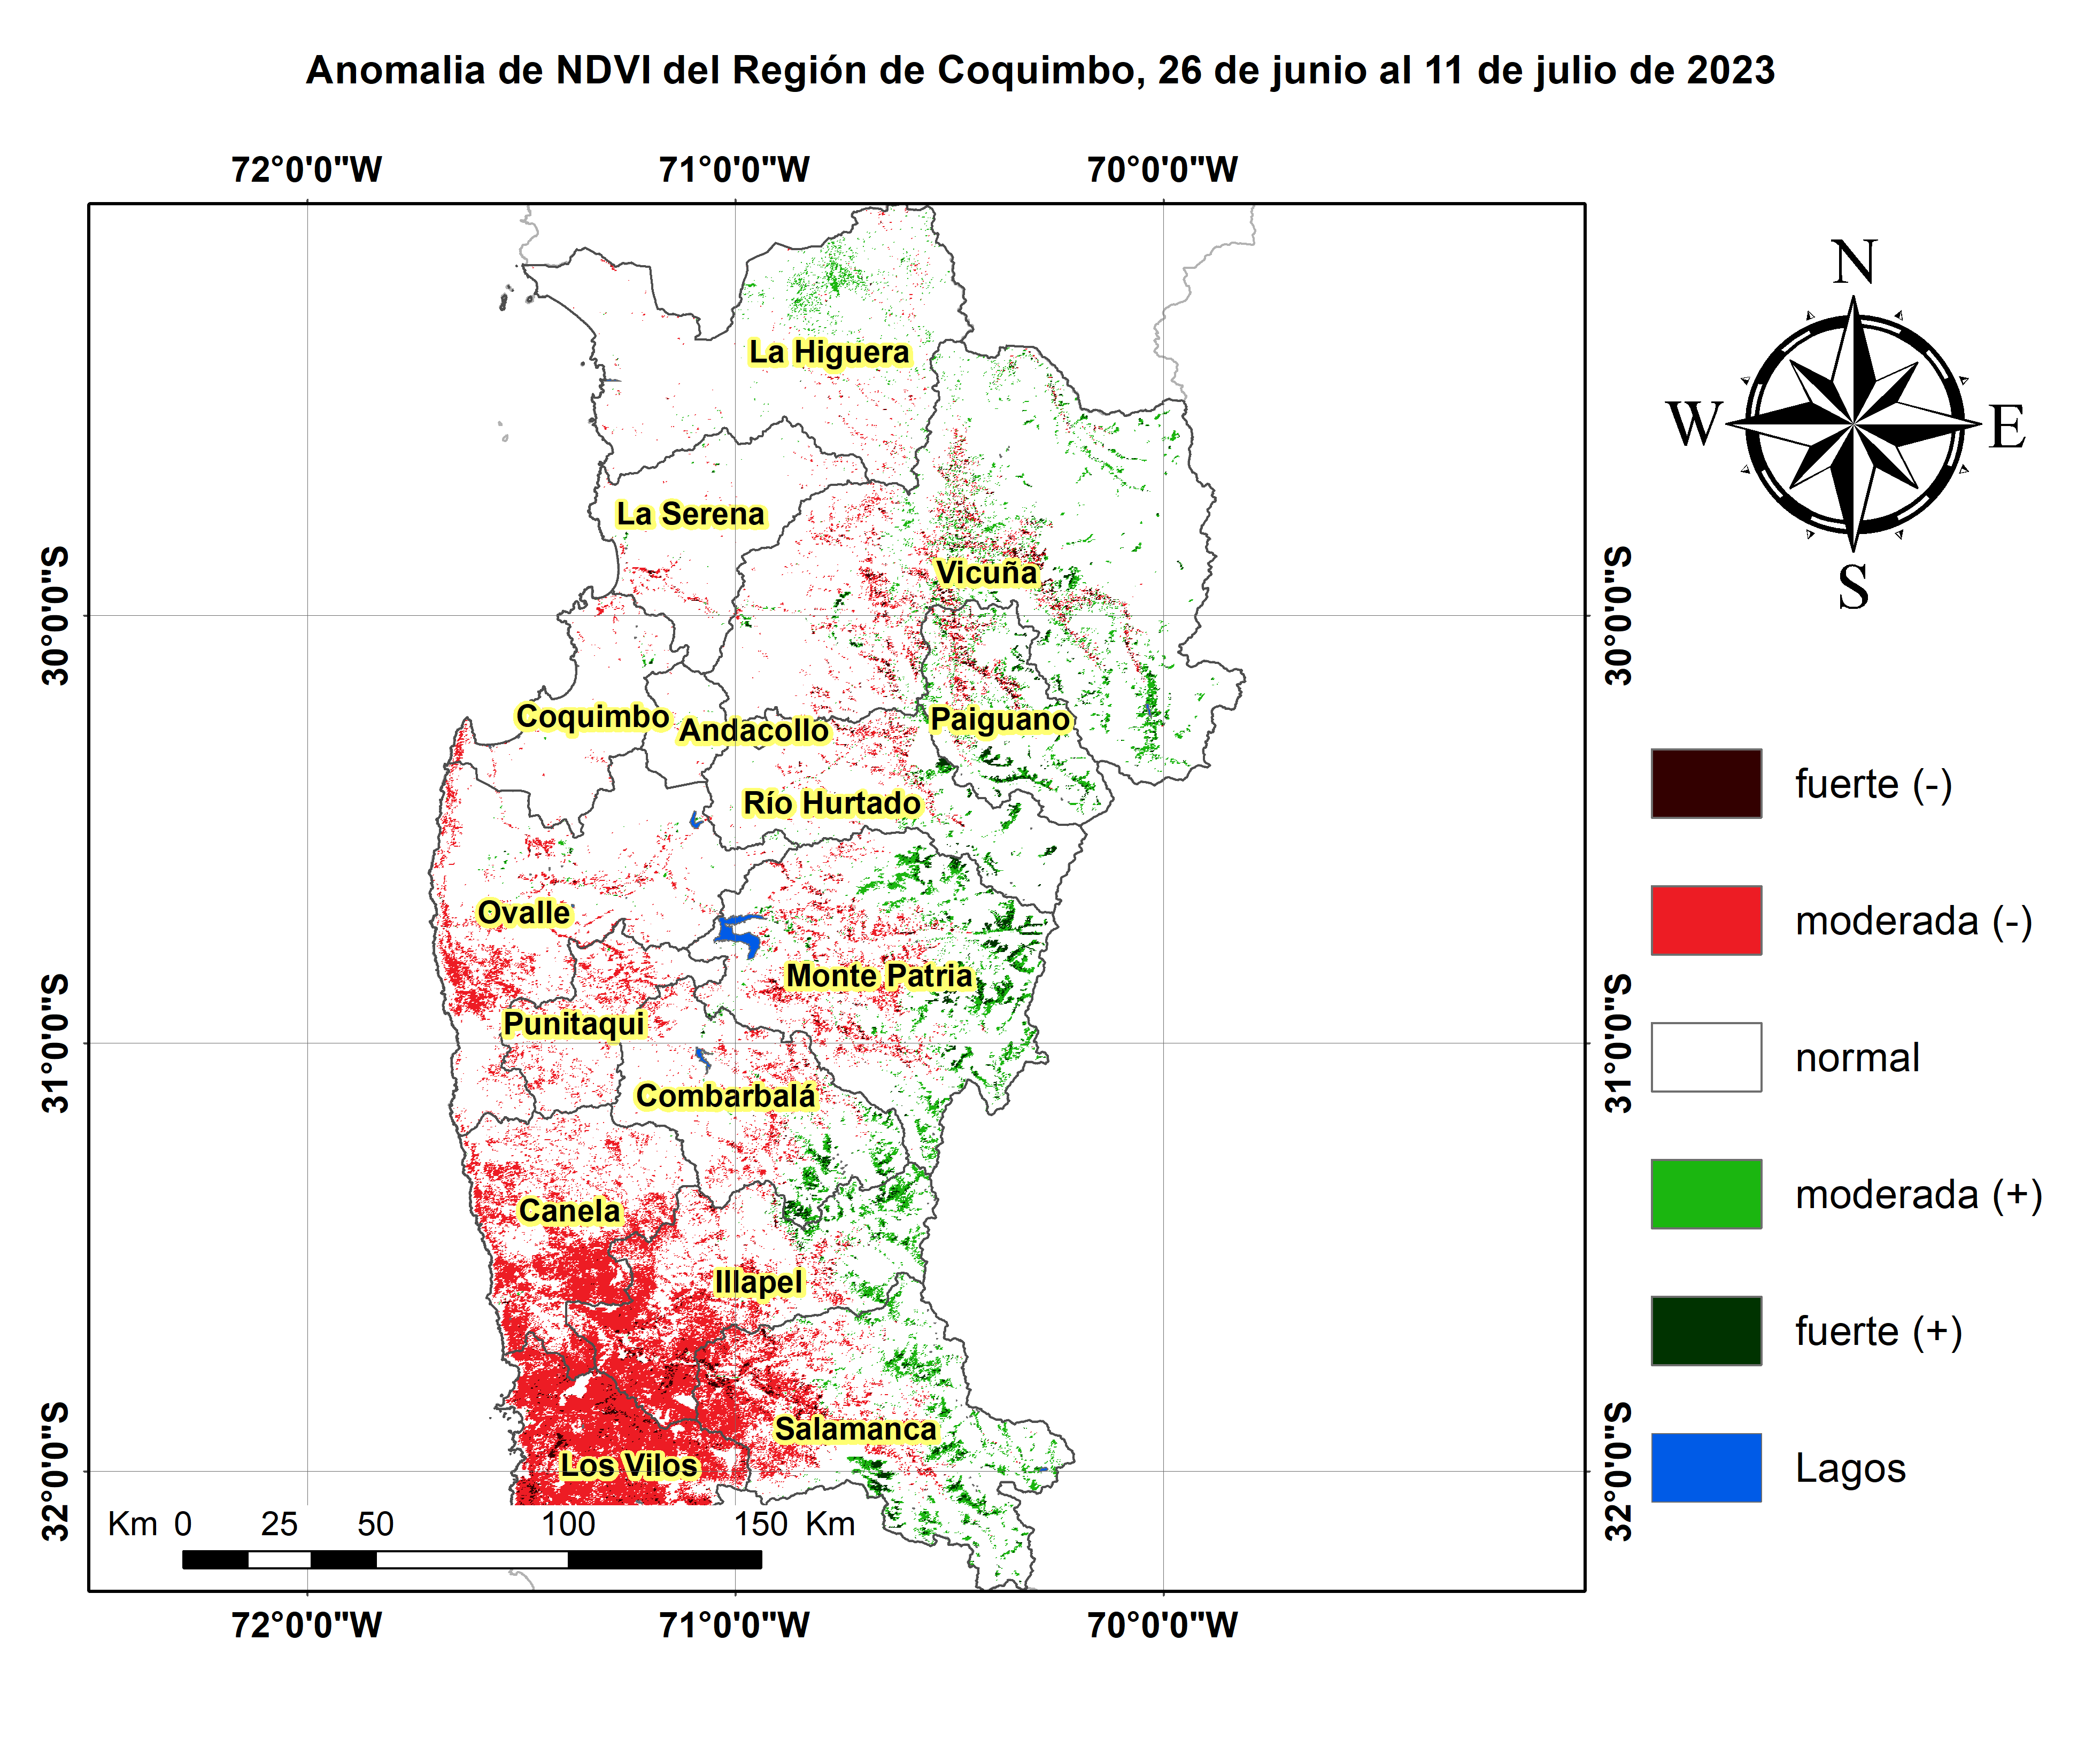 Anomalia de NDVI del Región de Coquimbo, 26 de junio al 11 de julio de 2023
72°0'0"W 71°0'0"W 70°0'0"W
N
W E
S
30°0'0"S 30°0'0"S
31°0'0"S 31°0'0"S
32°0'0"S 32°0'0"S
La Higuera
La Serena
Vicuña
Coquimbo
Andacollo
Paiguano
Río Hurtado
Ovalle
Monte Patria
Punitaqui
Combarbalá
Canela
Illapel
Salamanca
Los Vilos
Km 0 25 50 100 150 Km
72°0'0"W 71°0'0"W 70°0'0"W
fuerte (-)
moderada (-)
normal
moderada (+)
fuerte (+)
Lagos